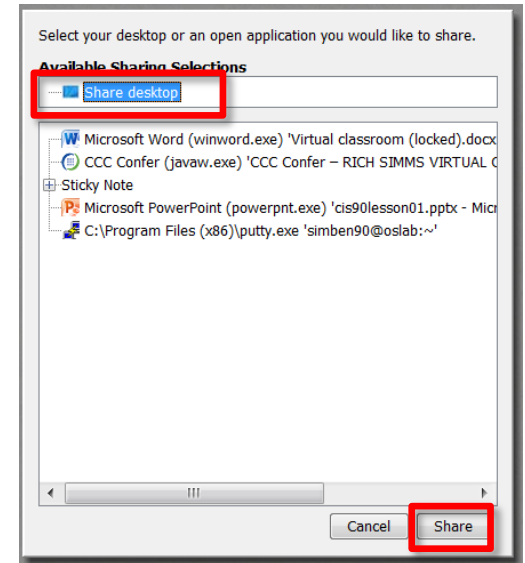 Select your desktop or an open application you would like to share.
Available Sharing Selections
Share desktop
Microsoft Word (winword.exe) 'Virtual classroom (locked).docx
CCC Confer (javaw.exe) 'CCC Confer – RICH SIMMS VIRTUAL
Sticky Note
Microsoft PowerPoint (powerpnt.exe) 'cis90lesson01.pptx - Micr
C:\Program Files (x86)\putty.exe 'simben90@oslab:~'
Cancel Share